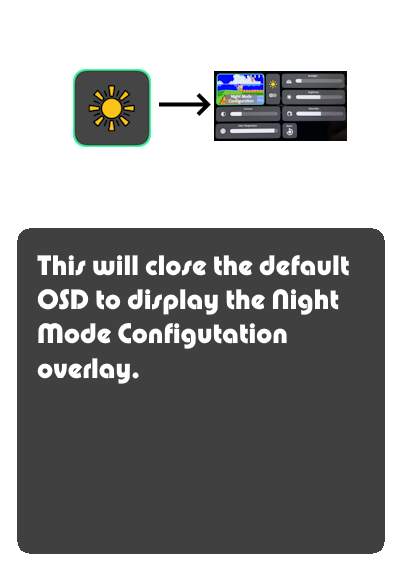 Night Mode
Configuration
This will close the default
OSD to display the Night
Mode Configutation
overlay.